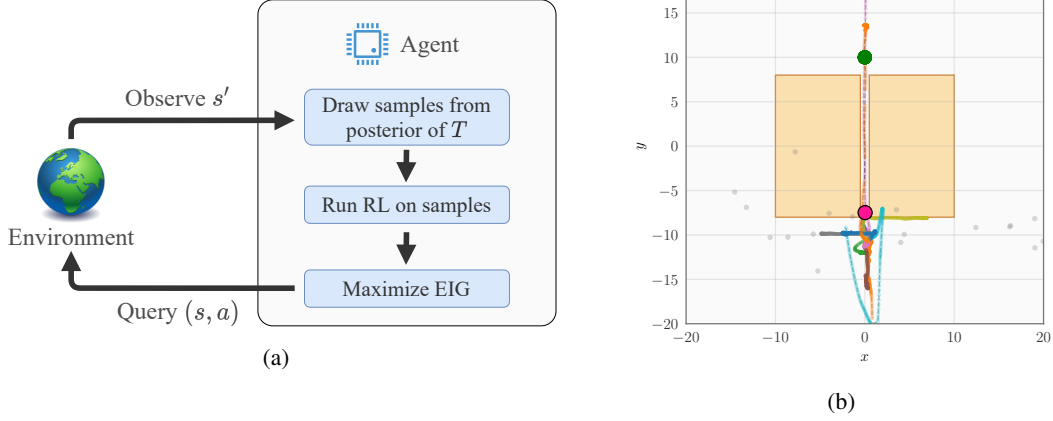 Agent
Observe s′
Draw samples from
posterior of T
Run RL on samples
Environment
Maximize EIG
Query (s, a)
(a)
10
5
0
−5
−10
−15
−20
y
−20
−10
0
10
20
x
(b)